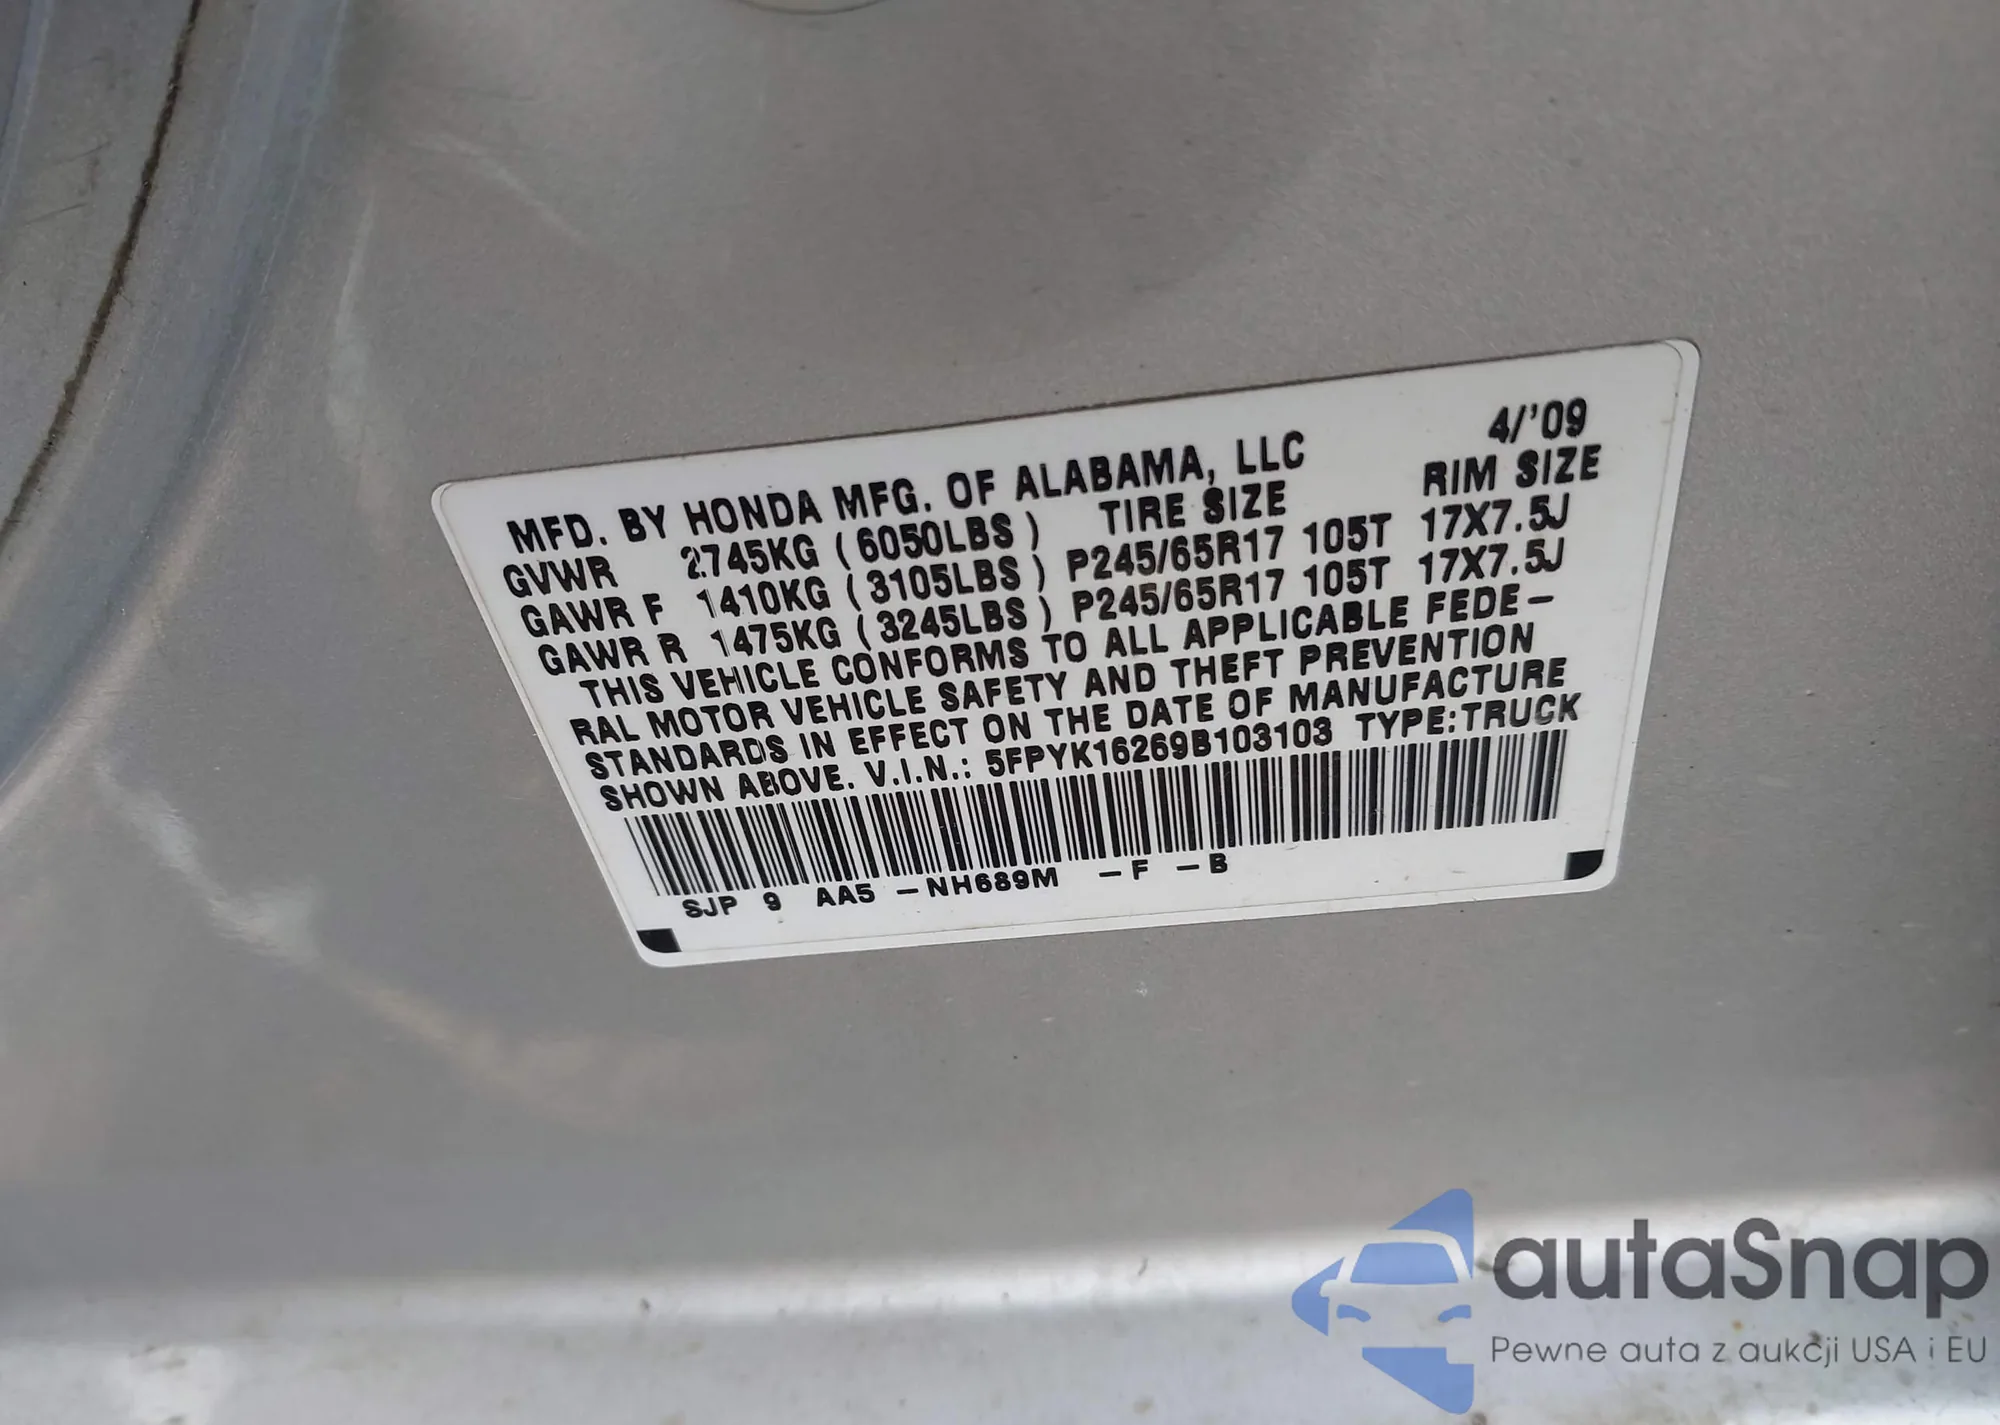 4/'09
MFD. BY HONDA MFG. OF ALABAMA, LLC
TIRE SIZE RIM SIZE
GVWR 2745KG (6050LBS)
GAWR F 1410KG (3105LBS) P245/65R17 105T 17X7.5J
GAWR R 1475KG (3245LBS) P245/65R17 105T 17X7.5J
THIS VEHICLE CONFORMS TO ALL APPLICABLE FEDE-
RAL MOTOR VEHICLE SAFETY AND THEFT PREVENTION
STANDARDS IN EFFECT ON THE DATE OF MANUFACTURE
SHOWN ABOVE. V.I.N.: 5FPYK16269B103103 TYPE:TRUCK
SJP 9 AA5 -NH689M -F -B
autaSnap
Pewne auta z aukcji USA i EU